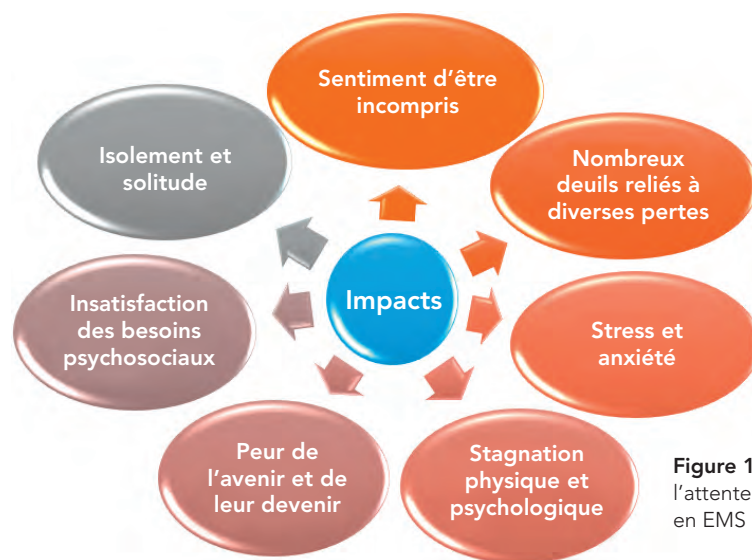 Sentiment d'être
incompris
Nombreux
deuils reliés à
diverses pertes
Stress et
anxiété
Stagnation
physique et
psychologique
Peur de
l'avenir et de
leur devenir
Insatisfaction
des besoins
psychosociaux
Isolement et
solitude
Impacts
Figure 1
l'attente
en EMS